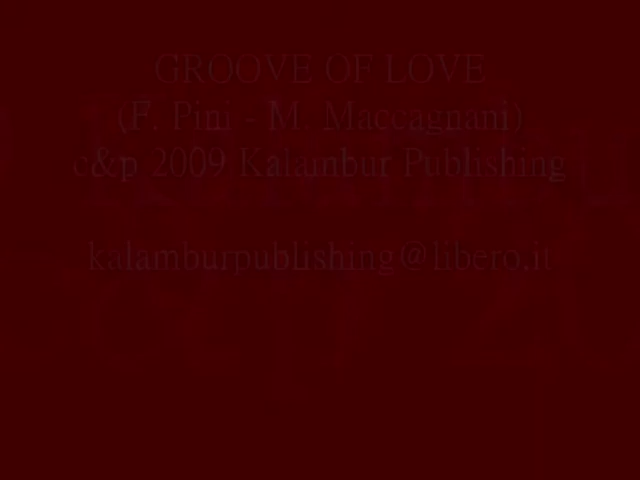 GROOVE OF LOVE
(F. Pini - M. Maccagnani)
c&p 2009 Kalambur Publishing
kalamburpublishing@libero.it